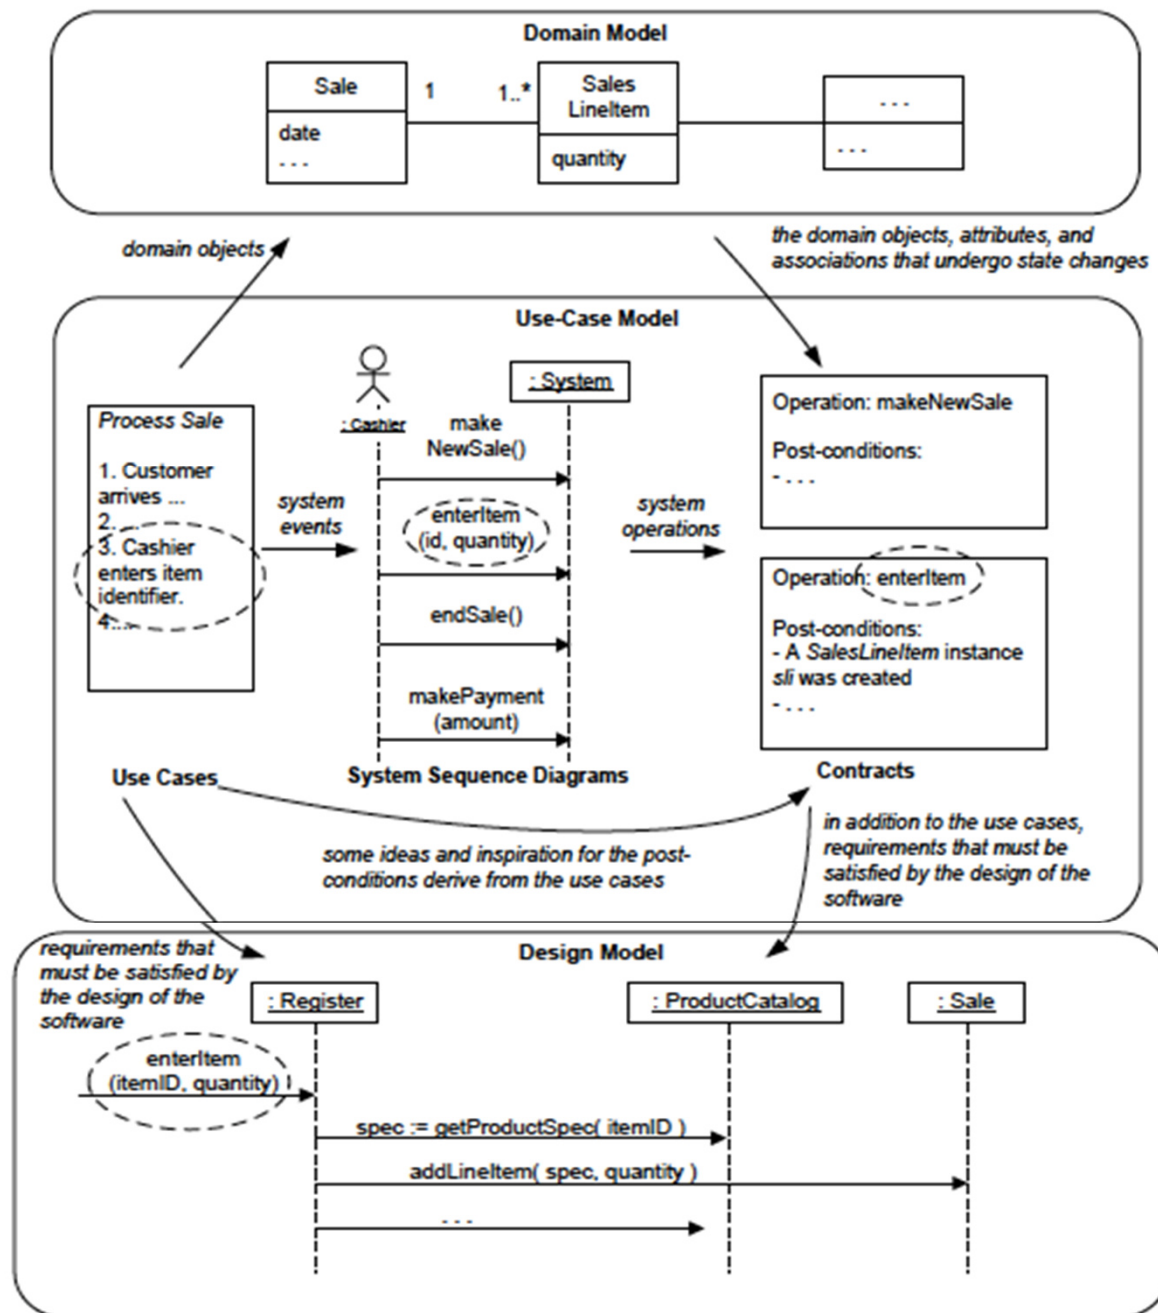 Domain Model
Sale
1
1..*
Sales
LineItem
. . .
date
. . .
quantity
. . .
domain objects
the domain objects, attributes, and
associations that undergo state changes
Use-Case Model
Process Sale
1. Customer
arrives ...
2. ...
3. Cashier
enters item
identifier.
4....
system
events
: Cashier
: System
make
NewSale()
enterItem
(id, quantity)
endSale()
makePayment
(amount)
system
operations
Operation: makeNewSale
Post-conditions:
- . . .
Operation: enterItem
Post-conditions:
- A SalesLineItem instance
sli was created
- . . .
Use Cases
System Sequence Diagrams
Contracts
some ideas and inspiration for the post-
conditions derive from the use cases
in addition to the use cases,
requirements that must be
satisfied by the design of the
software
Design Model
requirements that
must be satisfied by
the design of the
software
: Register
: ProductCatalog
: Sale
enterItem
(itemID, quantity)
spec := getProductSpec( itemID )
addLineItem( spec, quantity )
. . .